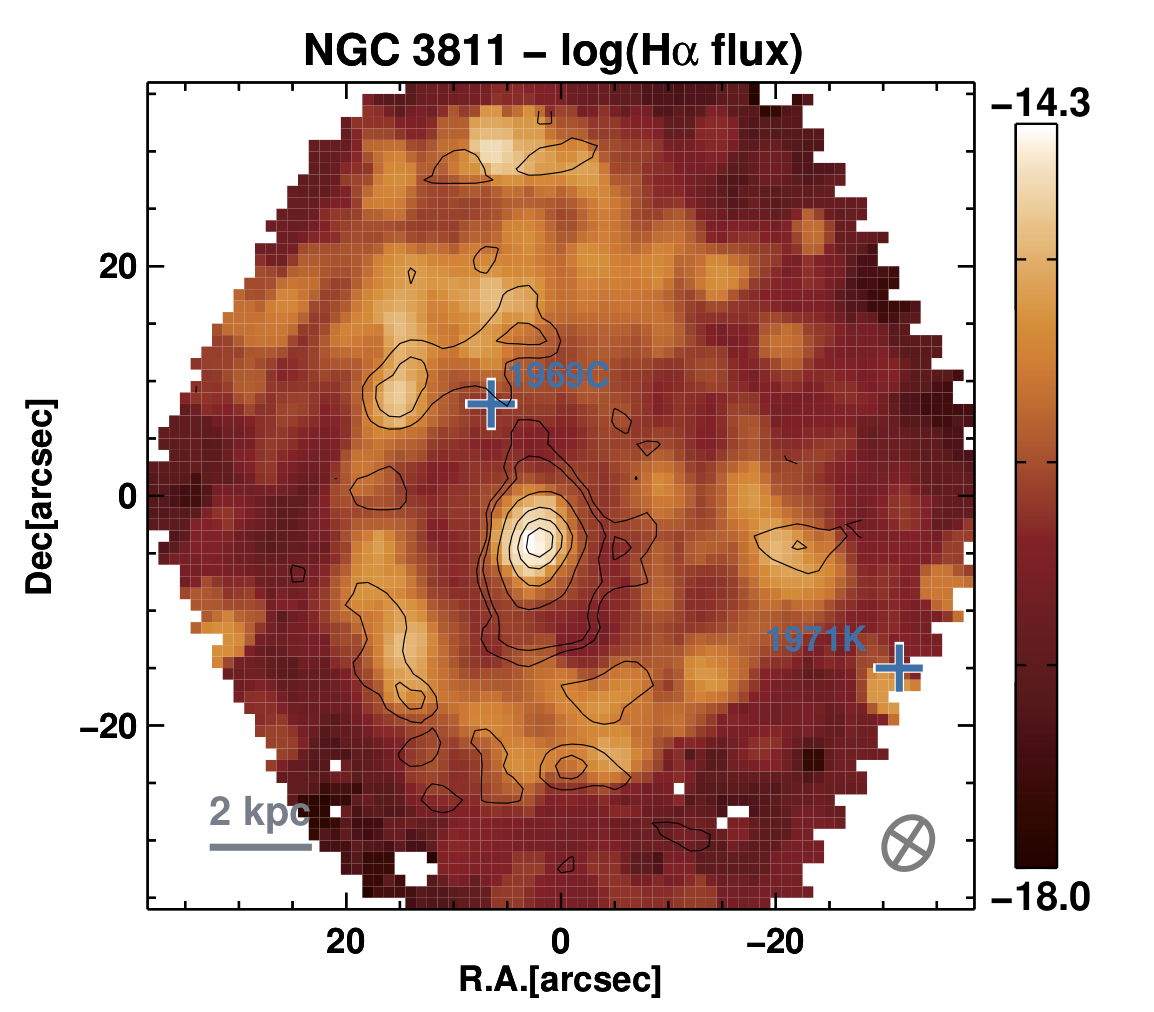 NGC 3811 − log(Hα flux)
−14.3
20
0
−20
Dec[arcsec]
1969C
1971K
2 kpc
−18.0
20
0
−20
R.A.[arcsec]